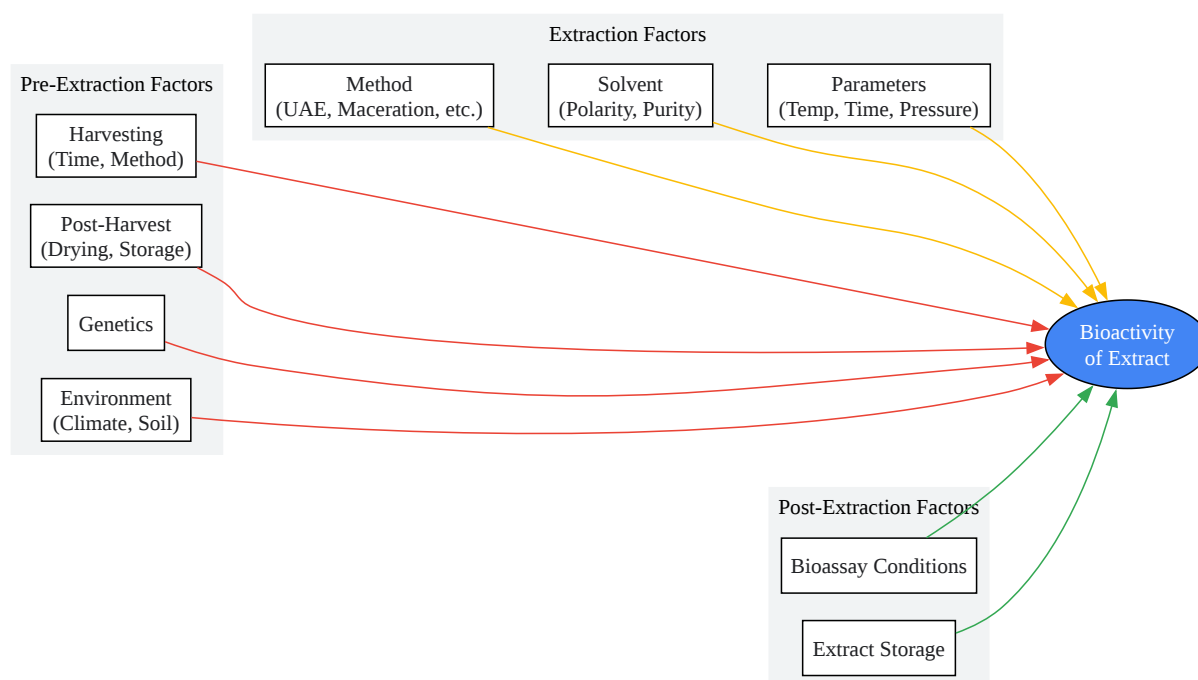 Extraction Factors
Method
(UAE, Maceration, etc.)
Solvent
(Polarity, Purity)
Parameters
(Temp, Time, Pressure)
Pre-Extraction Factors
Harvesting
(Time, Method)
Post-Harvest
(Drying, Storage)
Genetics
Environment
(Climate, Soil)
Bioactivity
of Extract
Post-Extraction Factors
Bioassay Conditions
Extract Storage